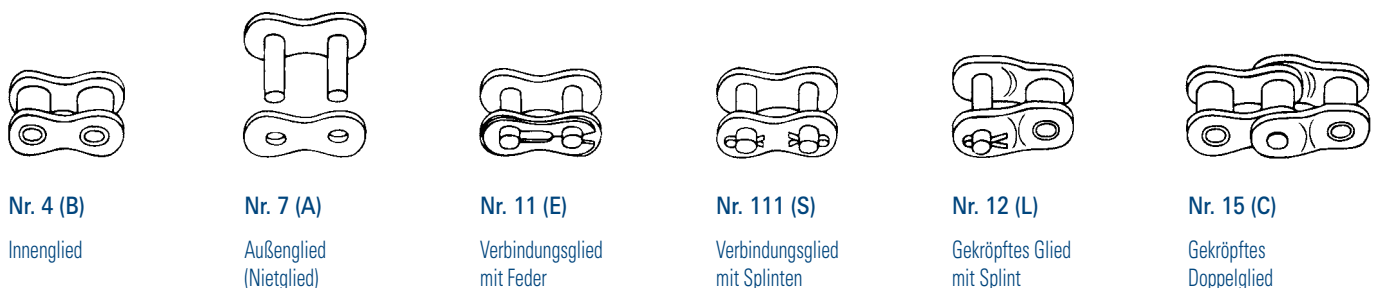 Nr. 4 (B)
Innenglied
Nr. 7 (A)
Außenglied
(Nietglied)
Nr. 11 (E)
Verbindungsglied
mit Feder
Nr. 111 (S)
Verbindungsglied
mit Splinten
Nr. 12 (L)
Gekröpftes Glied
mit Splint
Nr. 15 (C)
Gekröpftes
Doppelglied